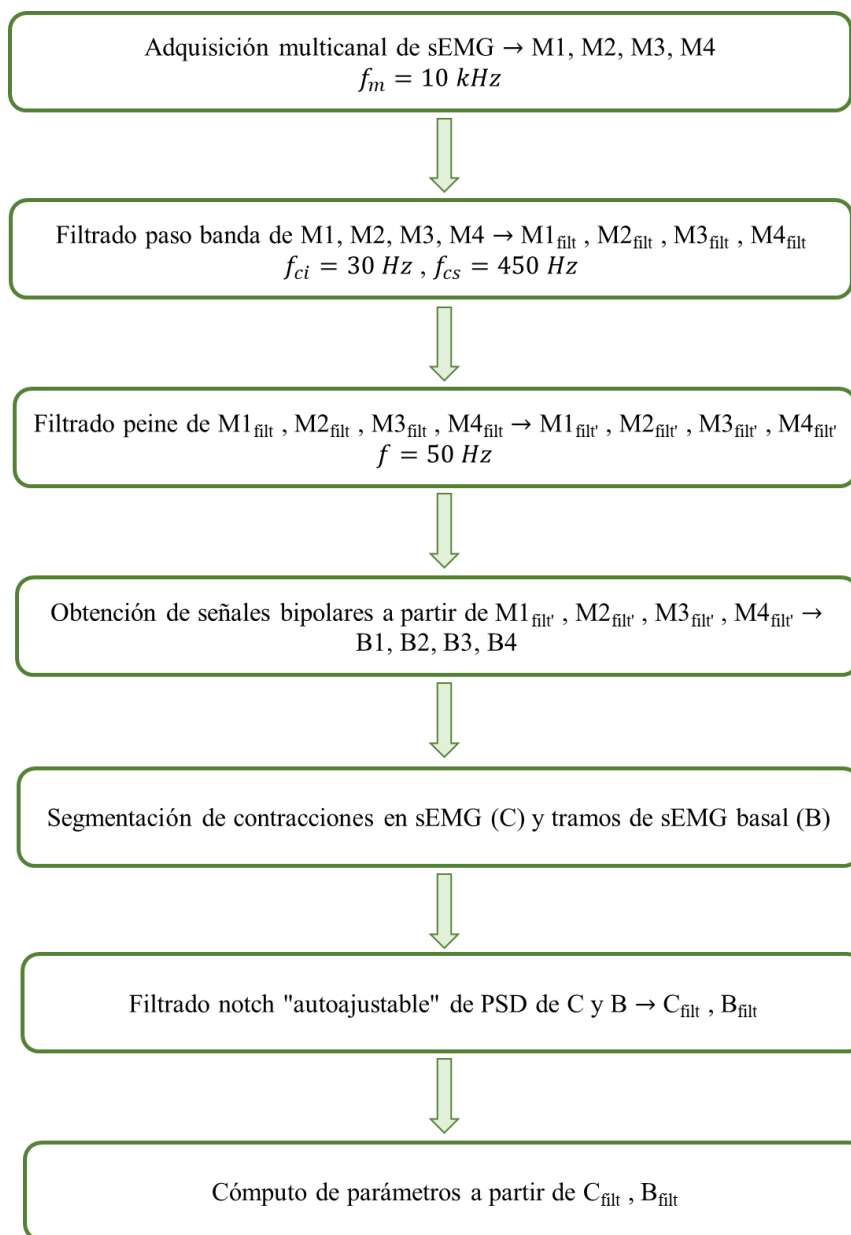 Adquisición multicanal de sEMG → M1, M2, M3, M4
f_m = 10 kHz
Filtrado paso banda de M1, M2, M3, M4 → M1_filt , M2_filt , M3_filt , M4_filt
f_ci = 30 Hz , f_cs = 450 Hz
Filtrado peine de M1_filt , M2_filt , M3_filt , M4_filt → M1_filt' , M2_filt' , M3_filt' , M4_filt'
f = 50 Hz
Obtención de señales bipolares a partir de M1_filt' , M2_filt' , M3_filt' , M4_filt' →
B1, B2, B3, B4
Segmentación de contracciones en sEMG (C) y tramos de sEMG basal (B)
Filtrado notch "autoajustable" de PSD de C y B → C_filt , B_filt
Cómputo de parámetros a partir de C_filt , B_filt